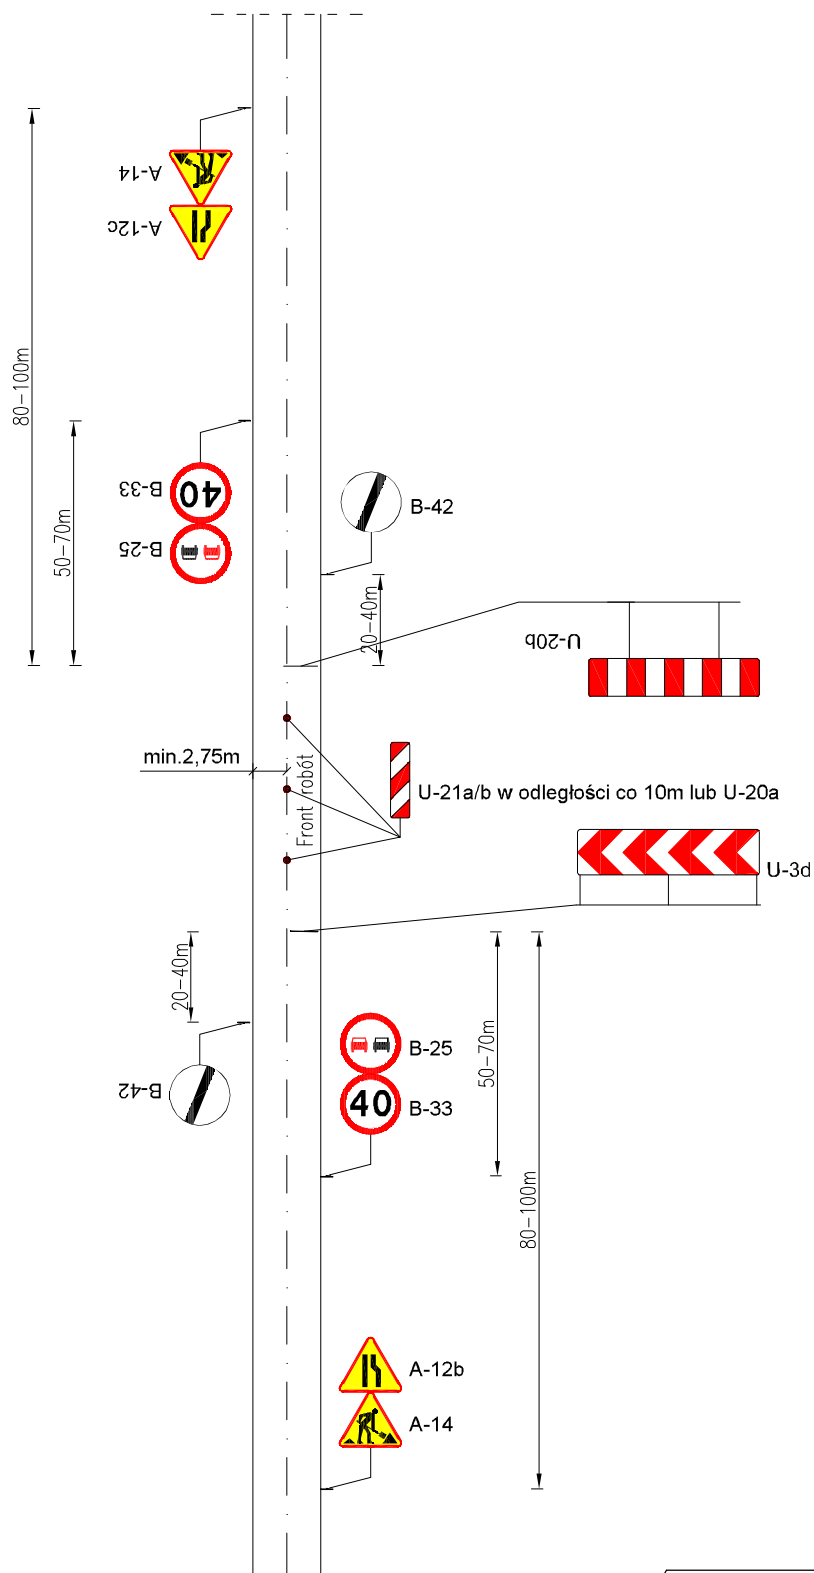 A-14
A-12c
80-100m
B-33
40
B-25
50-70m
B-42
20-40m
U-20b
min.2,75m
Front robót
U-21a/b w odległości co 10m lub U-20a
U-3d
20-40m
B-42
B-25
40
B-33
50-70m
80-100m
A-12b
A-14